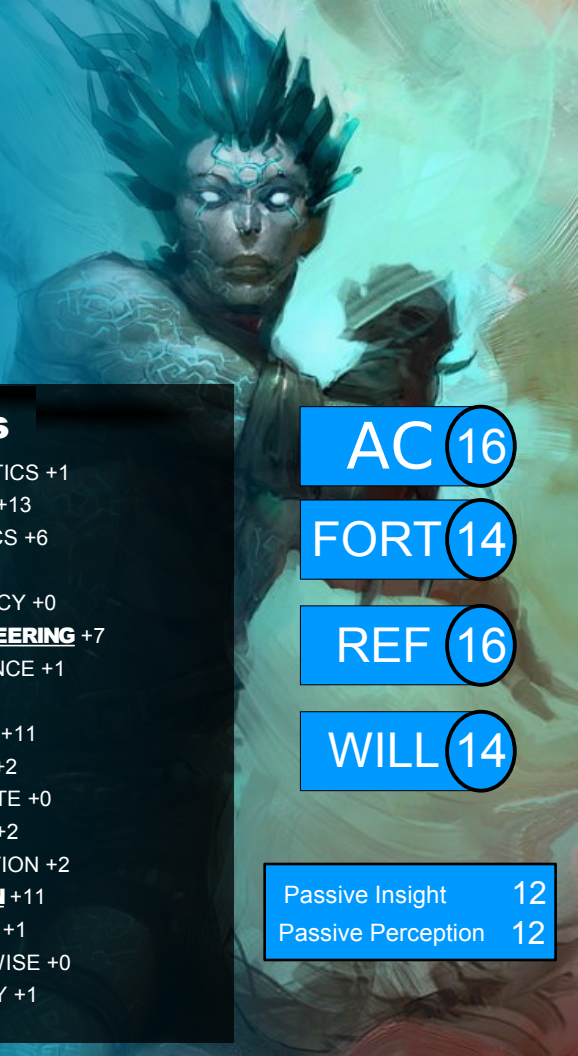 S
TICS +1
+13
CS +6
CY +0
EERING +7
NCE +1
+11
+2
TE +0
+2
TION +2
+11
+1
WISE +0
Y +1
AC 16
FORT 14
REF 16
WILL 14
Passive Insight 12
Passive Perception 12